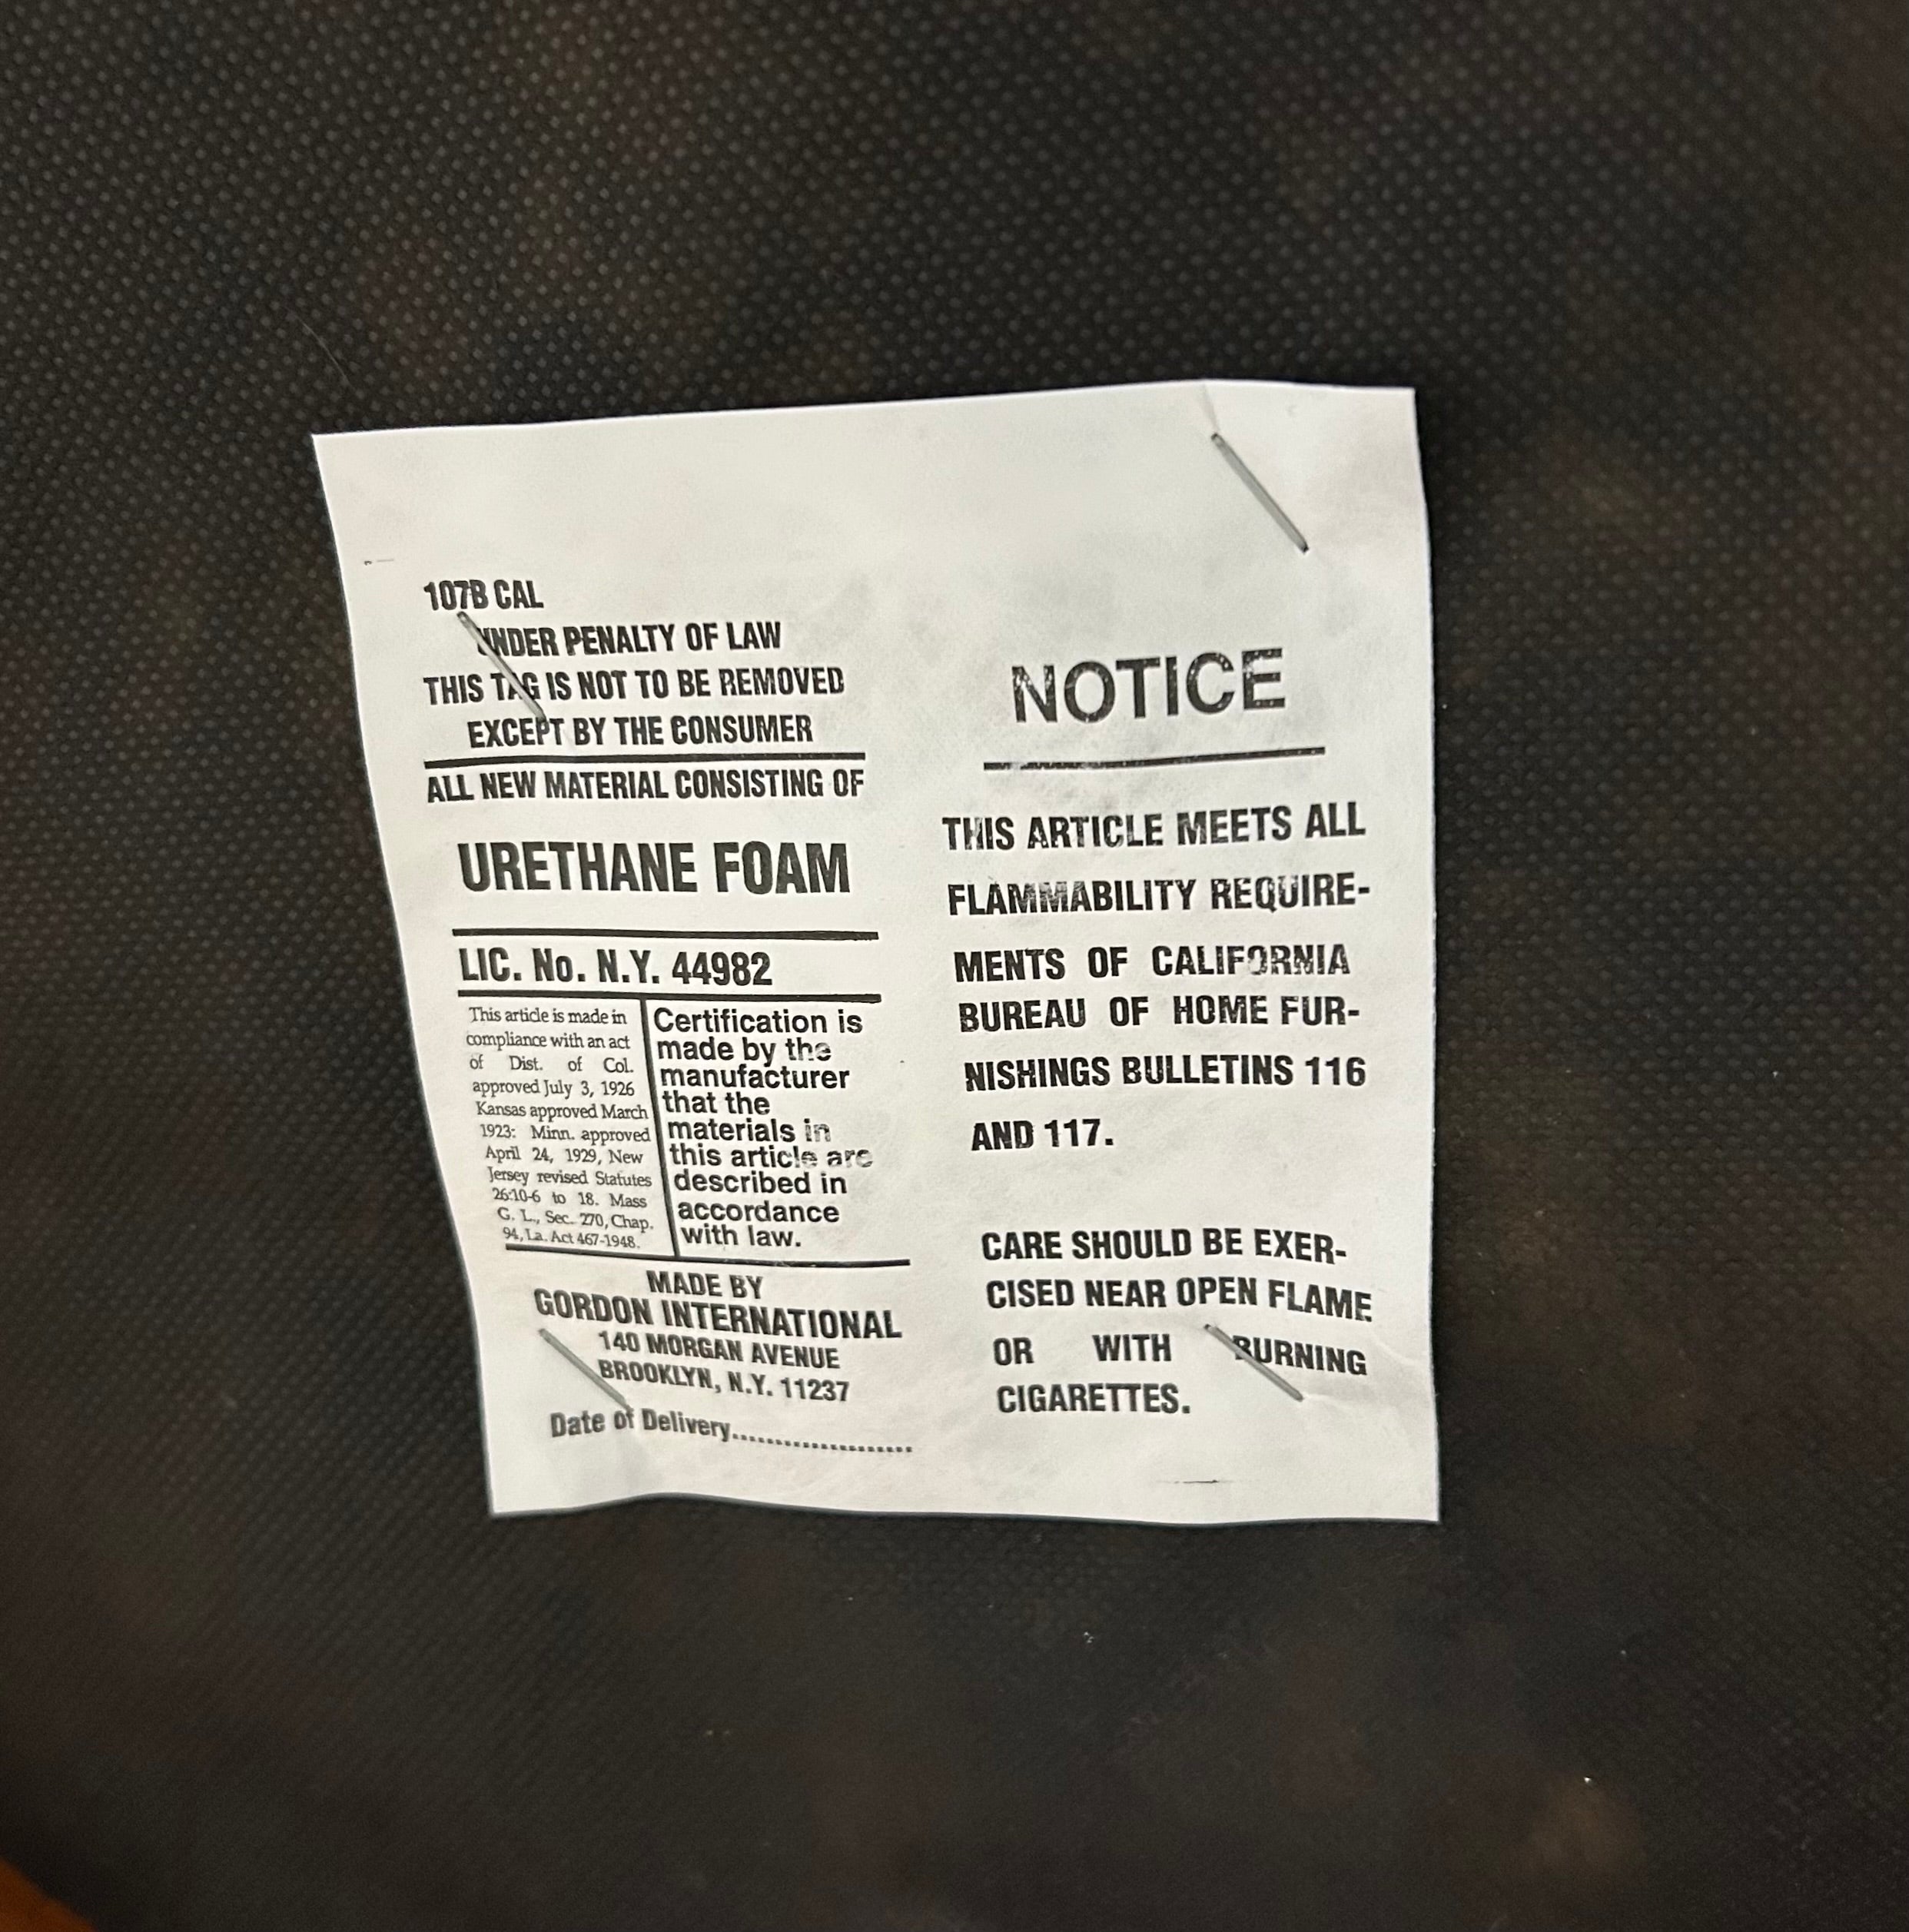 107B CAL
UNDER PENALTY OF LAW
THIS TAG IS NOT TO BE REMOVED
EXCEPT BY THE CONSUMER
ALL NEW MATERIAL CONSISTING OF
URETHANE FOAM
LIC. No. N.Y. 44982
This article is made in
compliance with an act
of Dist. of Col.
approved July 3, 1926
Kansas approved March
1923: Minn. approved
April 24, 1929, New
Jersey revised Statutes
26:10-6 to 18. Mass
G. L., Sec. 270, Chap.
94, La. Act 467-1948.
Certification is
made by the
manufacturer
that the
materials in
this article are
described in
accordance
with law.
MADE BY
GORDON INTERNATIONAL
140 MORGAN AVENUE
BROOKLYN, N.Y. 11237
Date of Delivery.....................
NOTICE
THIS ARTICLE MEETS ALL
FLAMMABILITY REQUIRE-
MENTS OF CALIFORNIA
BUREAU OF HOME FUR-
NISHINGS BULLETINS 116
AND 117.
CARE SHOULD BE EXER-
CISED NEAR OPEN FLAME
OR WITH BURNING
CIGARETTES.